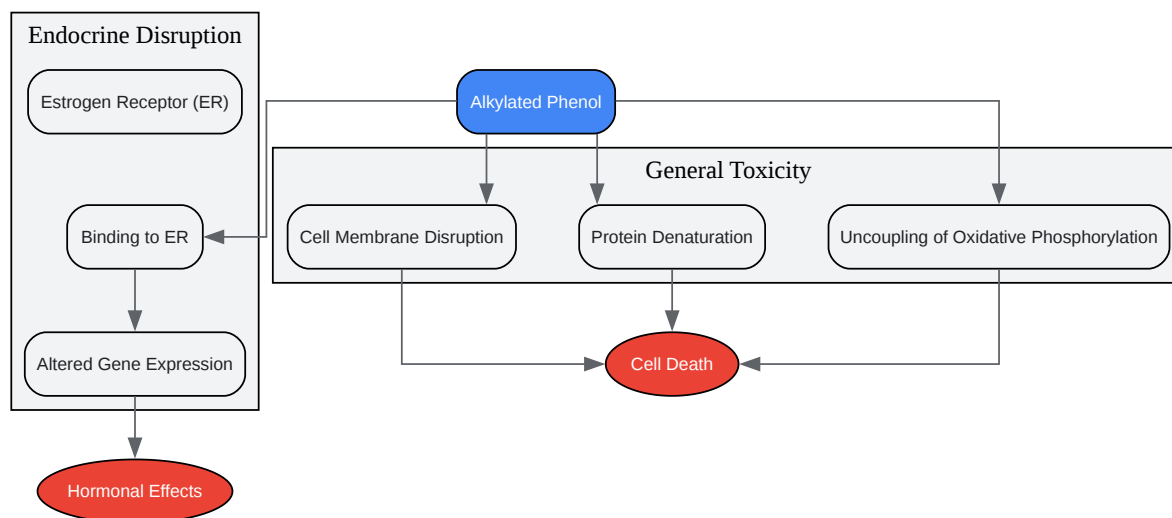 Endocrine Disruption
Estrogen Receptor (ER)
Alkylated Phenol
General Toxicity
Binding to ER
Cell Membrane Disruption
Protein Denaturation
Uncoupling of Oxidative Phosphorylation
Altered Gene Expression
Cell Death
Hormonal Effects